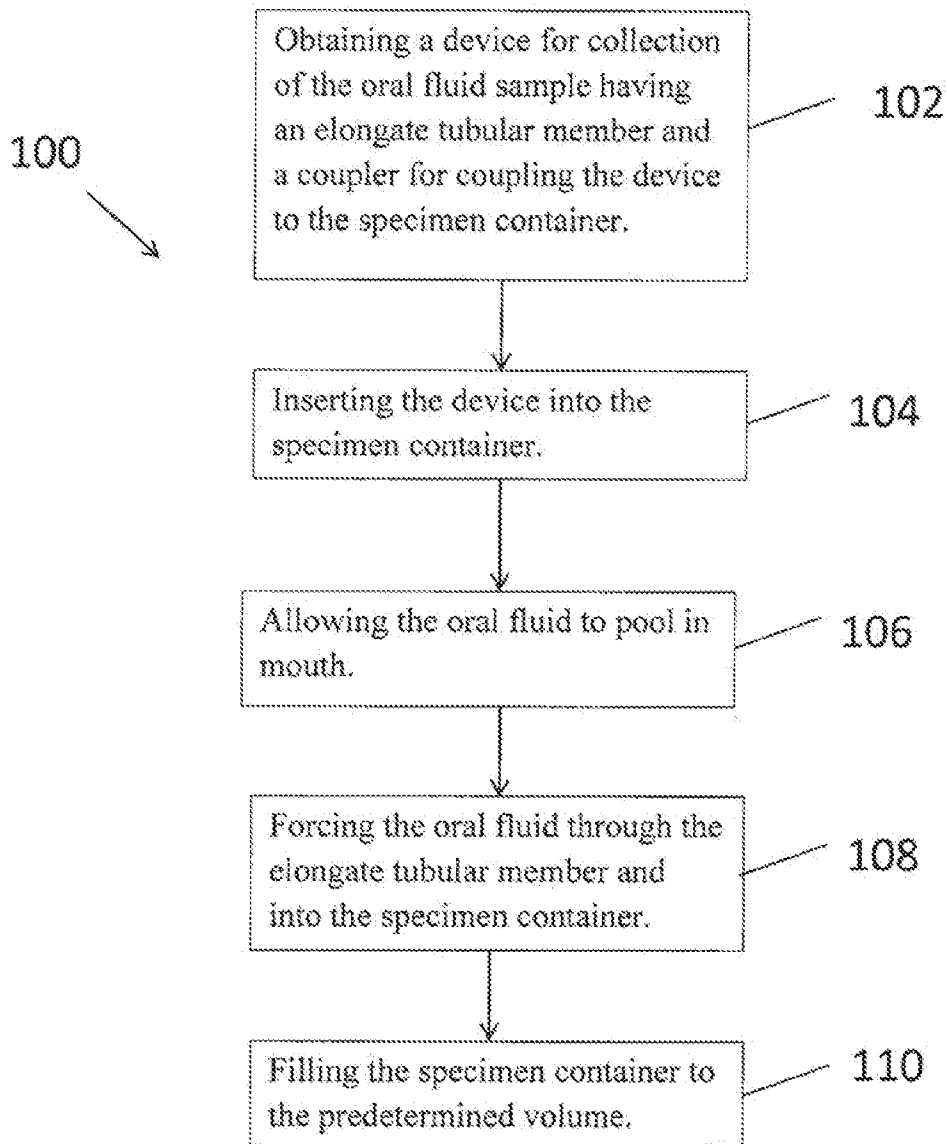 Obtaining a device for collection
of the oral fluid sample having
an elongate tubular member and
a coupler for coupling the device
to the specimen container.
102
100
Inserting the device into the
specimen container.
104
Allowing the oral fluid to pool in
mouth.
106
Forcing the oral fluid through the
elongate tubular member and
into the specimen container.
108
Filling the specimen container to
the predetermined volume.
110